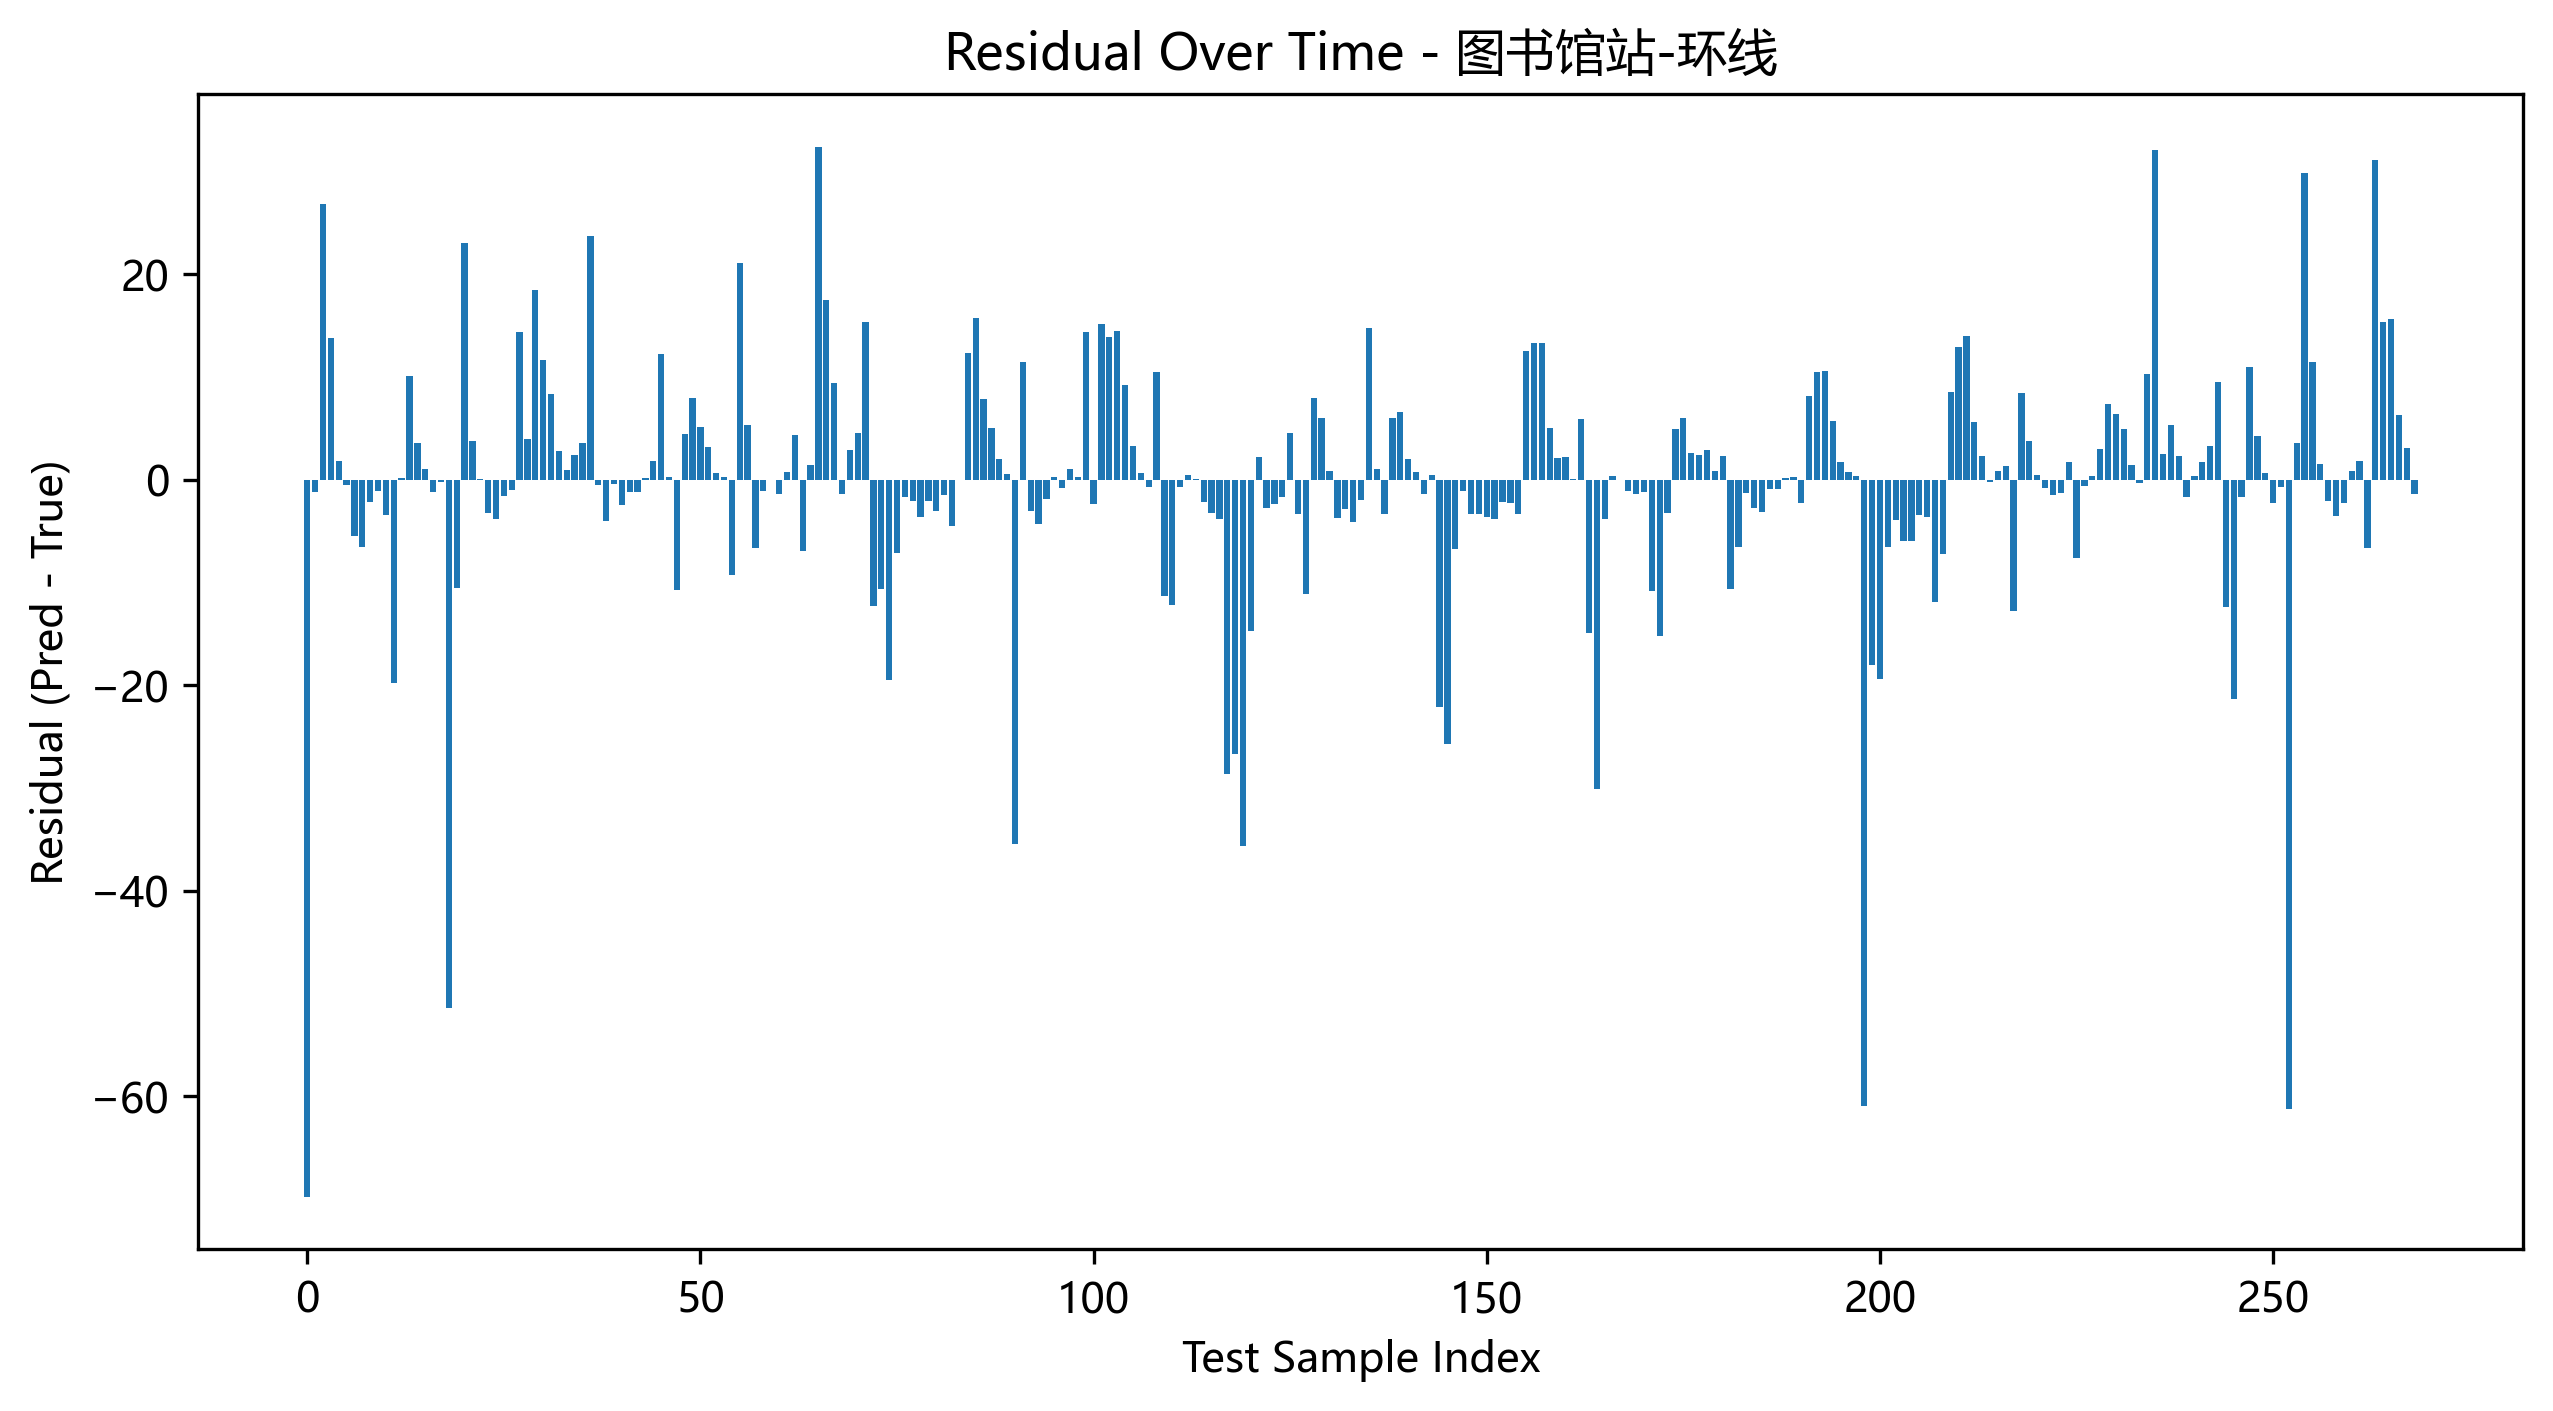 Residual Over Time - 图书馆站-环线
Residual (Pred - True)
20
0
−20
−40
−60
0 50 100 150 200 250
Test Sample Index